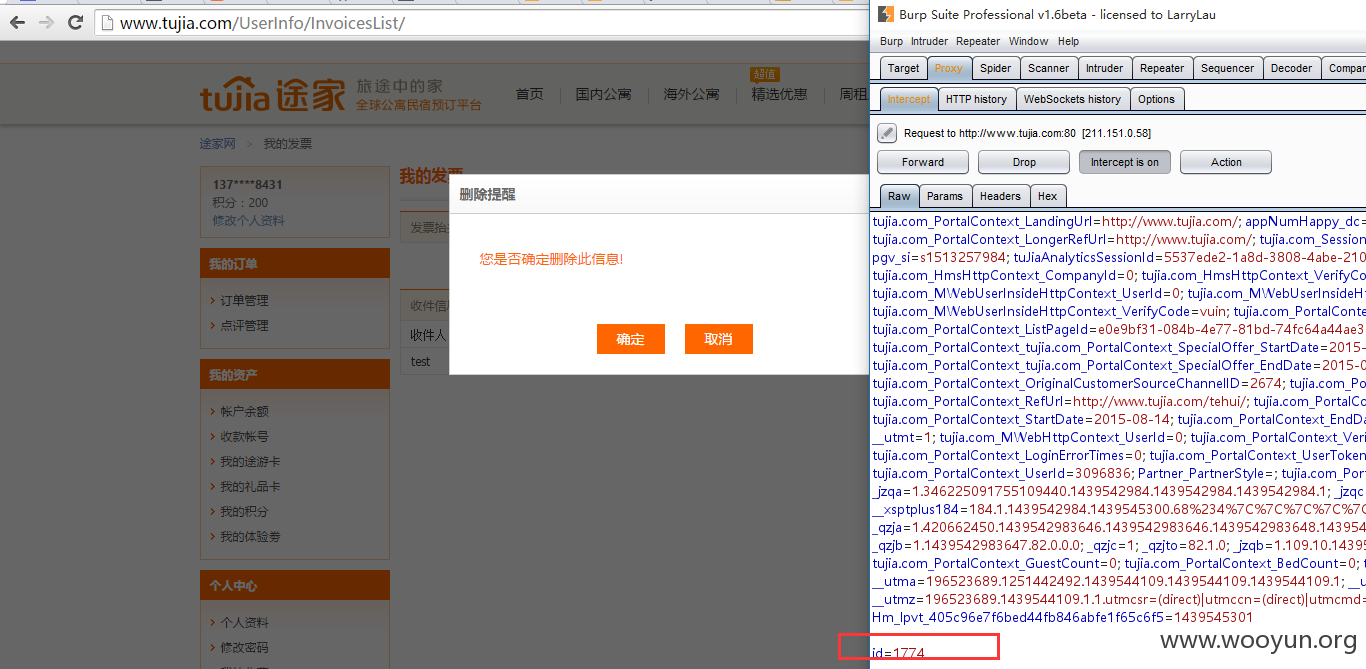 www.tujia.com/UserInfo/InvoicesList/
tujia途家
旅途中的家
全球公寓民宿预订平台
首页
国内公寓
海外公寓
超值
精选优惠
周租
途家网 > 我的发票
137****8431
积分：200
修改个人资料
我的订单
订单管理
点评管理
我的资产
帐户余额
收款帐号
我的途游卡
我的礼品卡
我的积分
我的体验券
个人中心
个人资料
修改密码
我的发票
发票抬
收件信
收件人
test
删除提醒
您是否确定删除此信息!
确定
取消
Burp Suite Professional v1.6beta - licensed to LarryLau
Burp Intruder Repeater Window Help
Target Proxy Spider Scanner Intruder Repeater Sequencer Decoder Compar
Intercept HTTP history WebSockets history Options
Request to http://www.tujia.com:80 [211.151.0.58]
Forward Drop Intercept is on Action
Raw Params Headers Hex
tujia.com_PortalContext_LandingUrl=http://www.tujia.com/; appNumHappy_dc=
tujia.com_PortalContext_LongerRefUrl=http://www.tujia.com/; tujia.com_Session
pgv_si=s1513257984; tuJiaAnalyticsSessionId=5537ede2-1a8d-3808-4abe-210
tujia.com_HmsHttpContext_CompanyId=0; tujia.com_HmsHttpContext_VerifyCo
tujia.com_MWebUserInsideHttpContext_UserId=0; tujia.com_MWebUserInsideH
tujia.com_MWebUserInsideHttpContext_VerifyCode=vuin; tujia.com_PortalConte
tujia.com_PortalContext_ListPageId=e0e9bf31-084b-4e77-81bd-74fc64a44ae3
tujia.com_PortalContext_tujia.com_PortalContext_SpecialOffer_StartDate=2015-
tujia.com_PortalContext_tujia.com_PortalContext_SpecialOffer_EndDate=2015-0
tujia.com_PortalContext_OriginalCustomerSourceChannelID=2674; tujia.com_Po
tujia.com_PortalContext_RefUrl=http://www.tujia.com/tehui/; tujia.com_PortalCo
tujia.com_PortalContext_StartDate=2015-08-14; tujia.com_PortalContext_EndDa
__utmt=1; tujia.com_MWebHttpContext_UserId=0; tujia.com_PortalContext_Veri
tujia.com_PortalContext_LoginErrorTimes=0; tujia.com_PortalContext_UserToken
tujia.com_PortalContext_UserId=3096836; Partner_PartnerStyle=; tujia.com_Port
_jzqa=1.346225091755109440.1439542984.1439542984.1439542984.1; _jzqc
__xsptplus184=184.1.1439542984.1439545300.68%234%7C%7C%7C%7C
_qzja=1.420662450.1439542983646.1439542983646.1439542983648.143954
_qzjb=1.1439542983647.82.0.0.0; _qzjc=1; _qzjto=82.1.0; _jzqb=1.109.10.14395
tujia.com_PortalContext_GuestCount=0; tujia.com_PortalContext_BedCount=0; t
__utma=196523689.1251442492.1439544109.1439544109.1439544109.1; __u
__utmz=196523689.1439544109.1.1.utmcsr=(direct)|utmccn=(direct)|utmcmd=
Hm_lpvt_405c96e7f6bed44fb846abfe1f65c6f5=1439545301
id=1774
www.wooyun.org